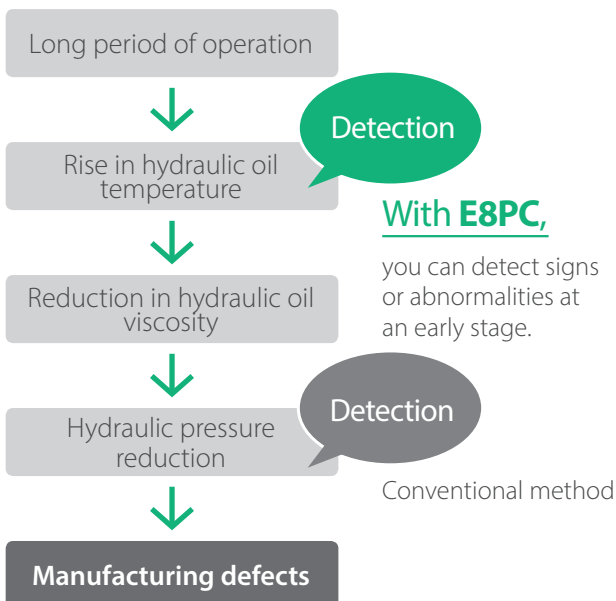 Long period of operation
Detection
Rise in hydraulic oil
temperature
With E8PC,
you can detect signs
or abnormalities at
an early stage.
Reduction in hydraulic oil
viscosity
Detection
Hydraulic pressure
reduction
Conventional method
Manufacturing defects